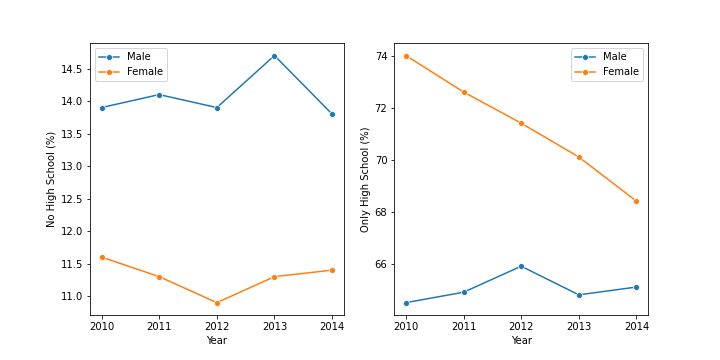 Male
Female
14.5
14.0
13.5
13.0
12.5
12.0
11.5
11.0
No High School (%)
2010 2011 2012 2013 2014
Year
Male
Female
74
72
70
68
66
Only High School (%)
2010 2011 2012 2013 2014
Year